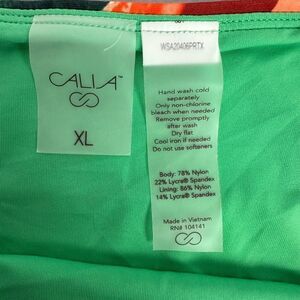 CALIA™
XL
WSA20406PRTX
Hand wash cold
separately
Only non-chlorine
bleach when needed
Remove promptly
after wash
Dry flat
Cool iron if needed
Do not use softeners
Body: 78% Nylon
22% Lycra® Spandex
Lining: 86% Nylon
14% Lycra® Spandex
Made in Vietnam
RN# 104141